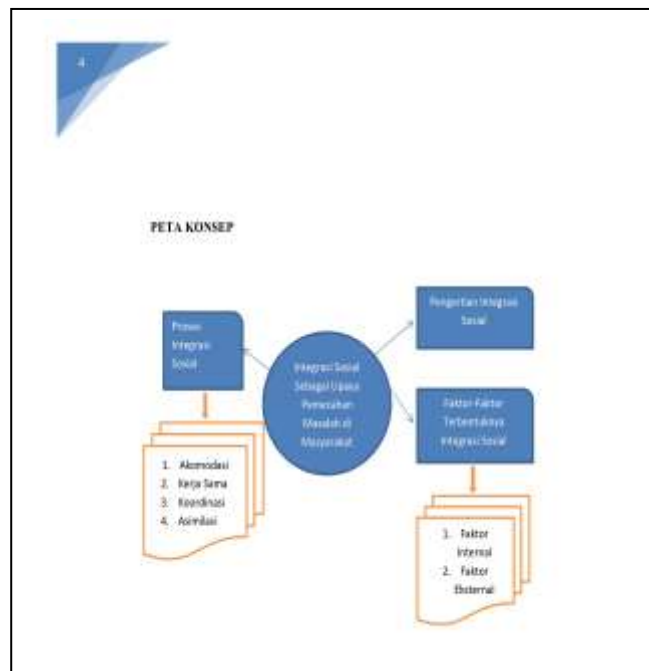 4
PETA KONSEP
Proses
Integrasi
Sosial
1. Akomodasi
2. Kerja Sama
3. Koordinasi
4. Asimilasi
Integrasi Sosial
Sebagai Upaya
Pemecahan
Masalah di
Masyarakat
Pengertian Integrasi
Sosial
Faktor-Faktor
Terbentuknya
Integrasi Sosial
1. Faktor
Internal
2. Faktor
Eksternal